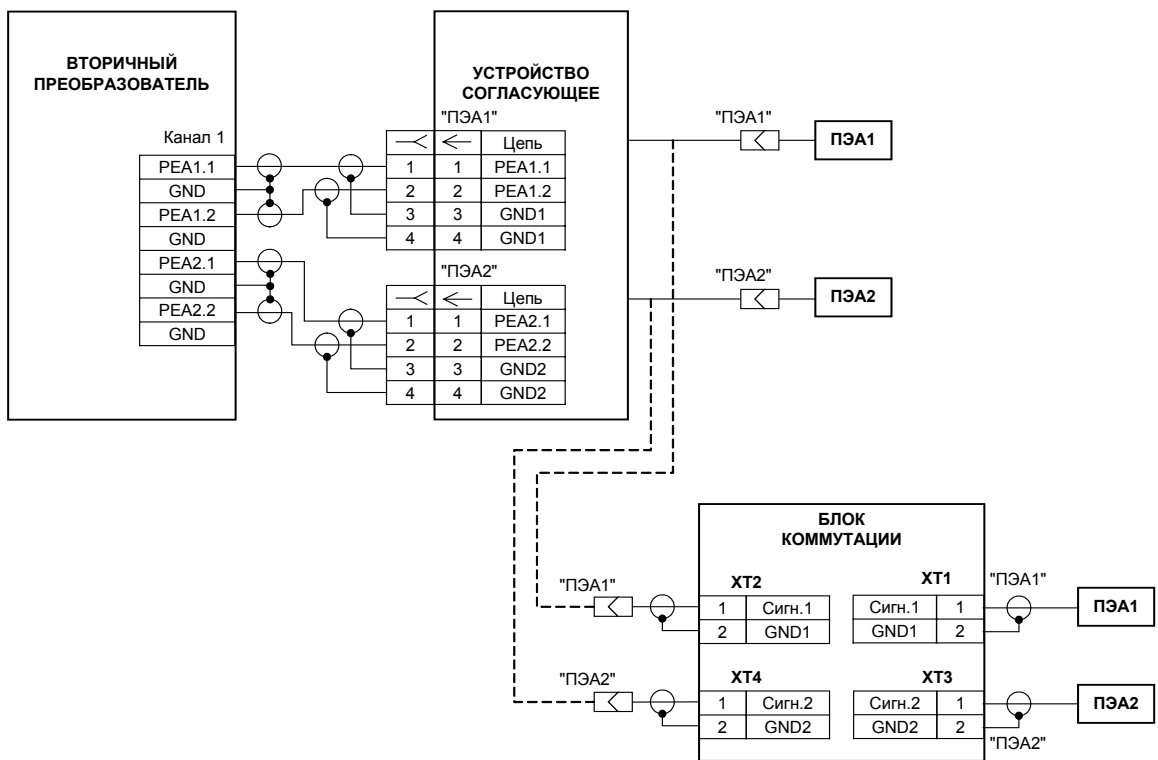 ВТОРИЧНЫЙ
ПРЕОБРАЗОВАТЕЛЬ
Канал 1
PEA1.1
GND
PEA1.2
GND
PEA2.1
GND
PEA2.2
GND
УСТРОЙСТВО
СОГЛАСУЮЩЕЕ
"ПЭА1"
Цепь
1 1 PEA1.1
2 2 PEA1.2
3 3 GND1
4 4 GND1
"ПЭА2"
Цепь
1 1 PEA2.1
2 2 PEA2.2
3 3 GND2
4 4 GND2
"ПЭА1"
ПЭА1
"ПЭА2"
ПЭА2
БЛОК
КОММУТАЦИИ
"ПЭА1"
XT2
1 Сигн.1
2 GND1
XT1
Сигн.1 1
GND1 2
"ПЭА1"
ПЭА1
"ПЭА2"
XT4
1 Сигн.2
2 GND2
XT3
Сигн.2 1
GND2 2
"ПЭА2"
ПЭА2